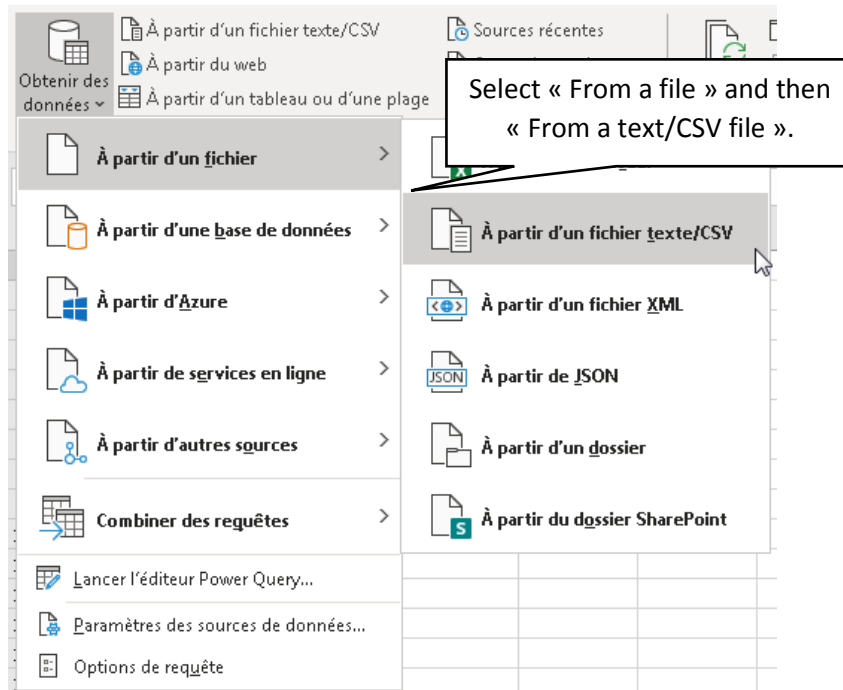 À partir d'un fichier texte/CSV
Sources récentes
À partir du web
Obtenir des
données
À partir d'un tableau ou d'une plage
Select « From a file » and then
« From a text/CSV file ».
À partir d'un fichier
À partir d'une base de données
À partir d'un fichier texte/CSV
À partir d'Azure
À partir d'un fichier XML
À partir de services en ligne
JSON À partir de JSON
À partir d'autres sources
À partir d'un dossier
Combiner des requêtes
S À partir du dossier SharePoint
Lancer l'éditeur Power Query...
Paramètres des sources de données...
Options de requête